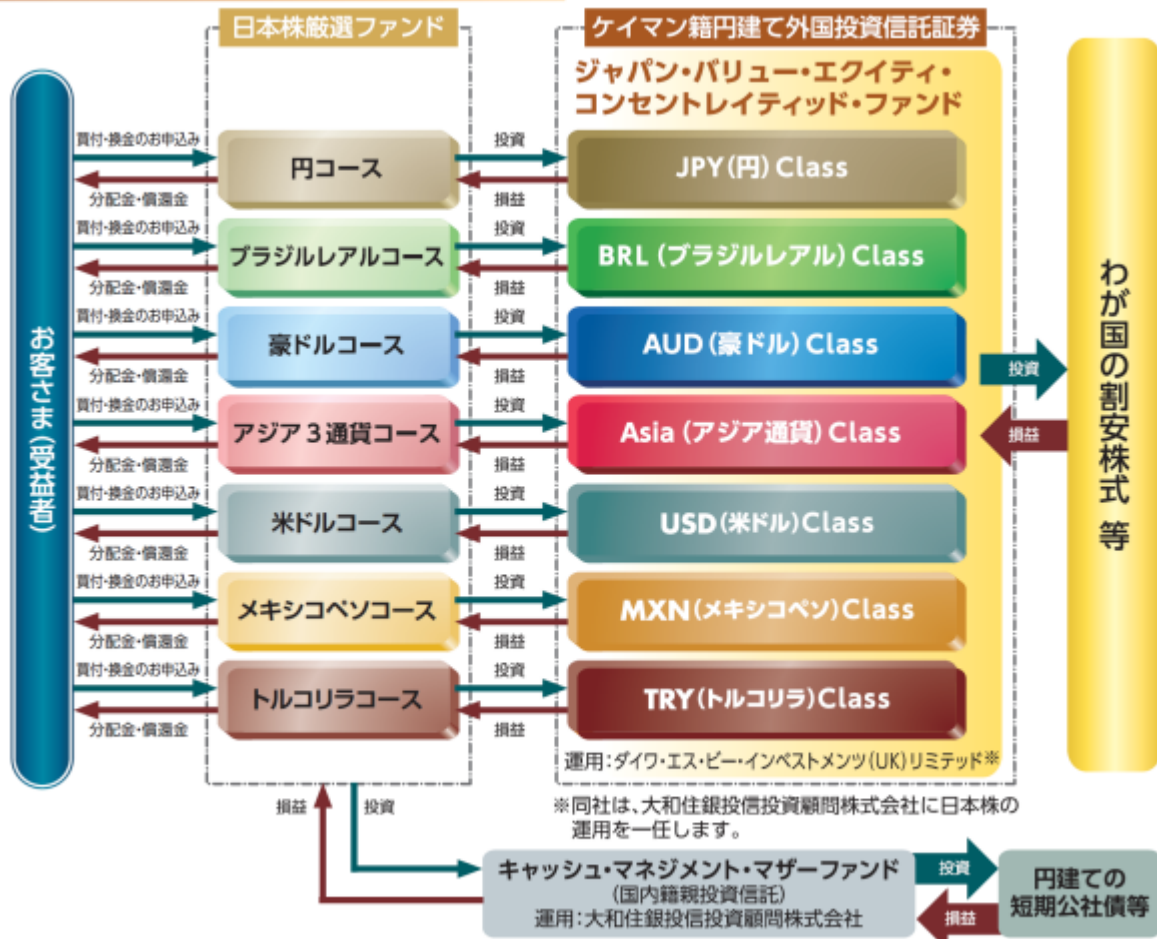 日本株厳選ファンド
ケイマン籍円建て外国投資信託証券
ジャパン・バリュー・エクイティ・
コンセントレイティッド・ファンド
お客さま(受益者)
買付・換金のお申込み
分配金・償還金
円コース
投資
損益
JPY(円)Class
買付・換金のお申込み
分配金・償還金
ブラジルレアルコース
投資
損益
BRL(ブラジルレアル)Class
買付・換金のお申込み
分配金・償還金
豪ドルコース
投資
損益
AUD(豪ドル)Class
買付・換金のお申込み
分配金・償還金
アジア3通貨コース
投資
損益
Asia(アジア通貨)Class
買付・換金のお申込み
分配金・償還金
米ドルコース
投資
損益
USD(米ドル)Class
買付・換金のお申込み
分配金・償還金
メキシコペソコース
投資
損益
MXN(メキシコペソ)Class
買付・換金のお申込み
分配金・償還金
トルコリラコース
投資
損益
TRY(トルコリラ)Class
投資
損益
わが国の割安株式 等
運用:ダイワ・エス・ビー・インベストメンツ(UK)リミテッド※
※同社は、大和住銀投信投資顧問株式会社に日本株の
運用を一任します。
損益
投資
キャッシュ・マネジメント・マザーファンド
(国内籍親投資信託)
運用:大和住銀投信投資顧問株式会社
投資
損益
円建ての
短期公社債等